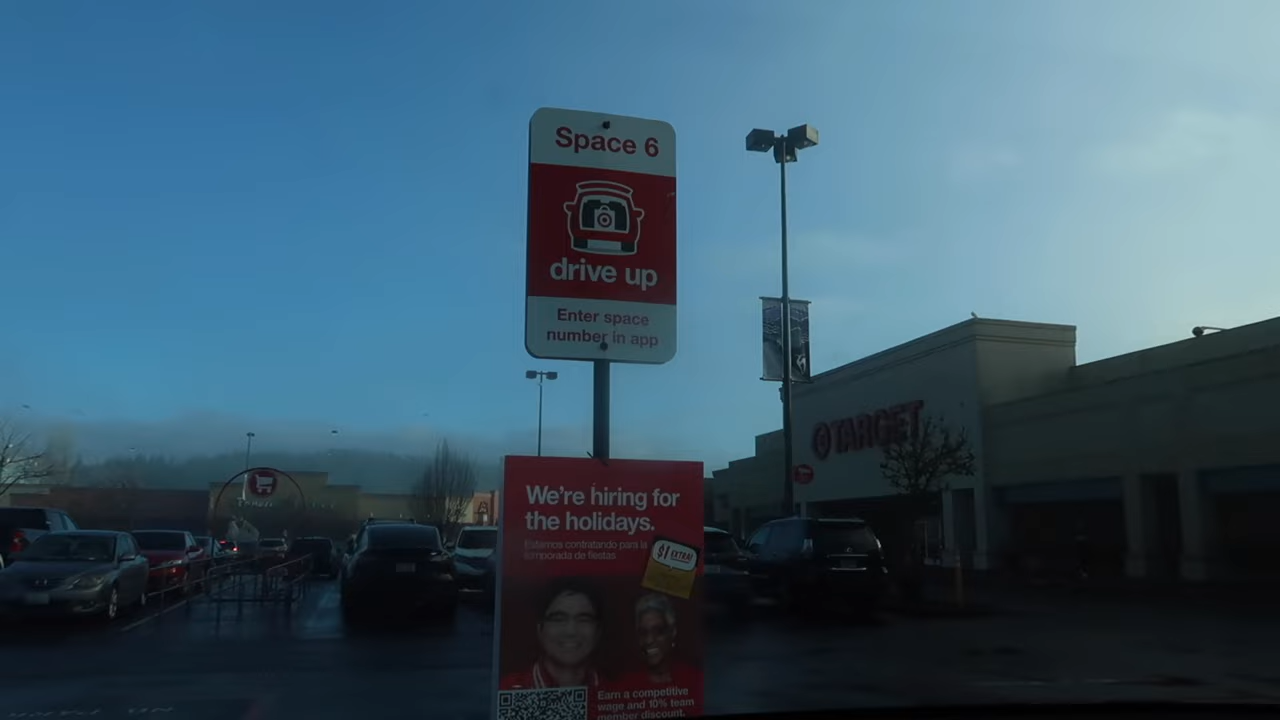 Space 6
drive up
Enter space
number in app
TARGET
We're hiring for
the holidays.
Estamos contratando para la
temporada de fiestas.
$1 EXTRA!
Earn a competitive
wage and 10% team
member discount.